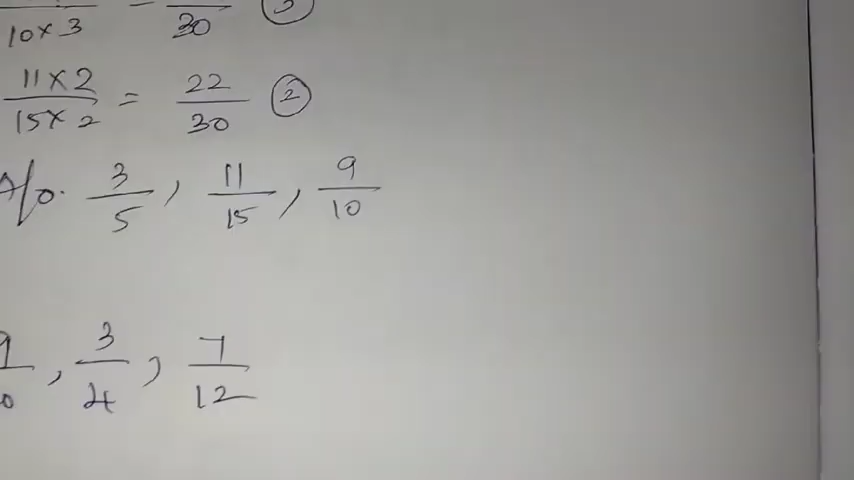 10×3 = 30 3
11×2/15×2 = 22/30 2
A/o. 3/5, 11/15, 9/10
, 3/4, 7/12